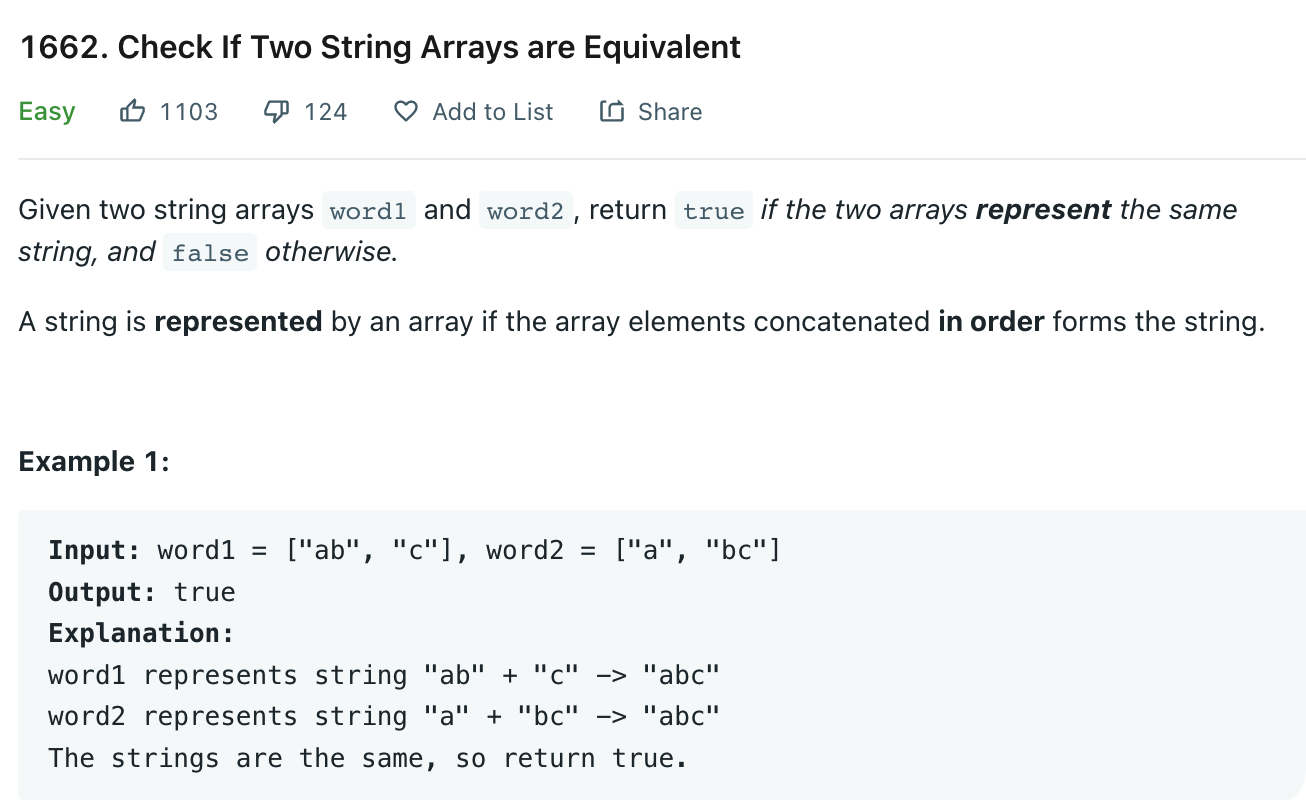 1662. Check If Two String Arrays are Equivalent
Easy 1103 124 Add to List Share
Given two string arrays word1 and word2, return true if the two arrays represent the same
string, and false otherwise.
A string is represented by an array if the array elements concatenated in order forms the string.
Example 1:
Input: word1 = ["ab", "c"], word2 = ["a", "bc"]
Output: true
Explanation:
word1 represents string "ab" + "c" -> "abc"
word2 represents string "a" + "bc" -> "abc"
The strings are the same, so return true.